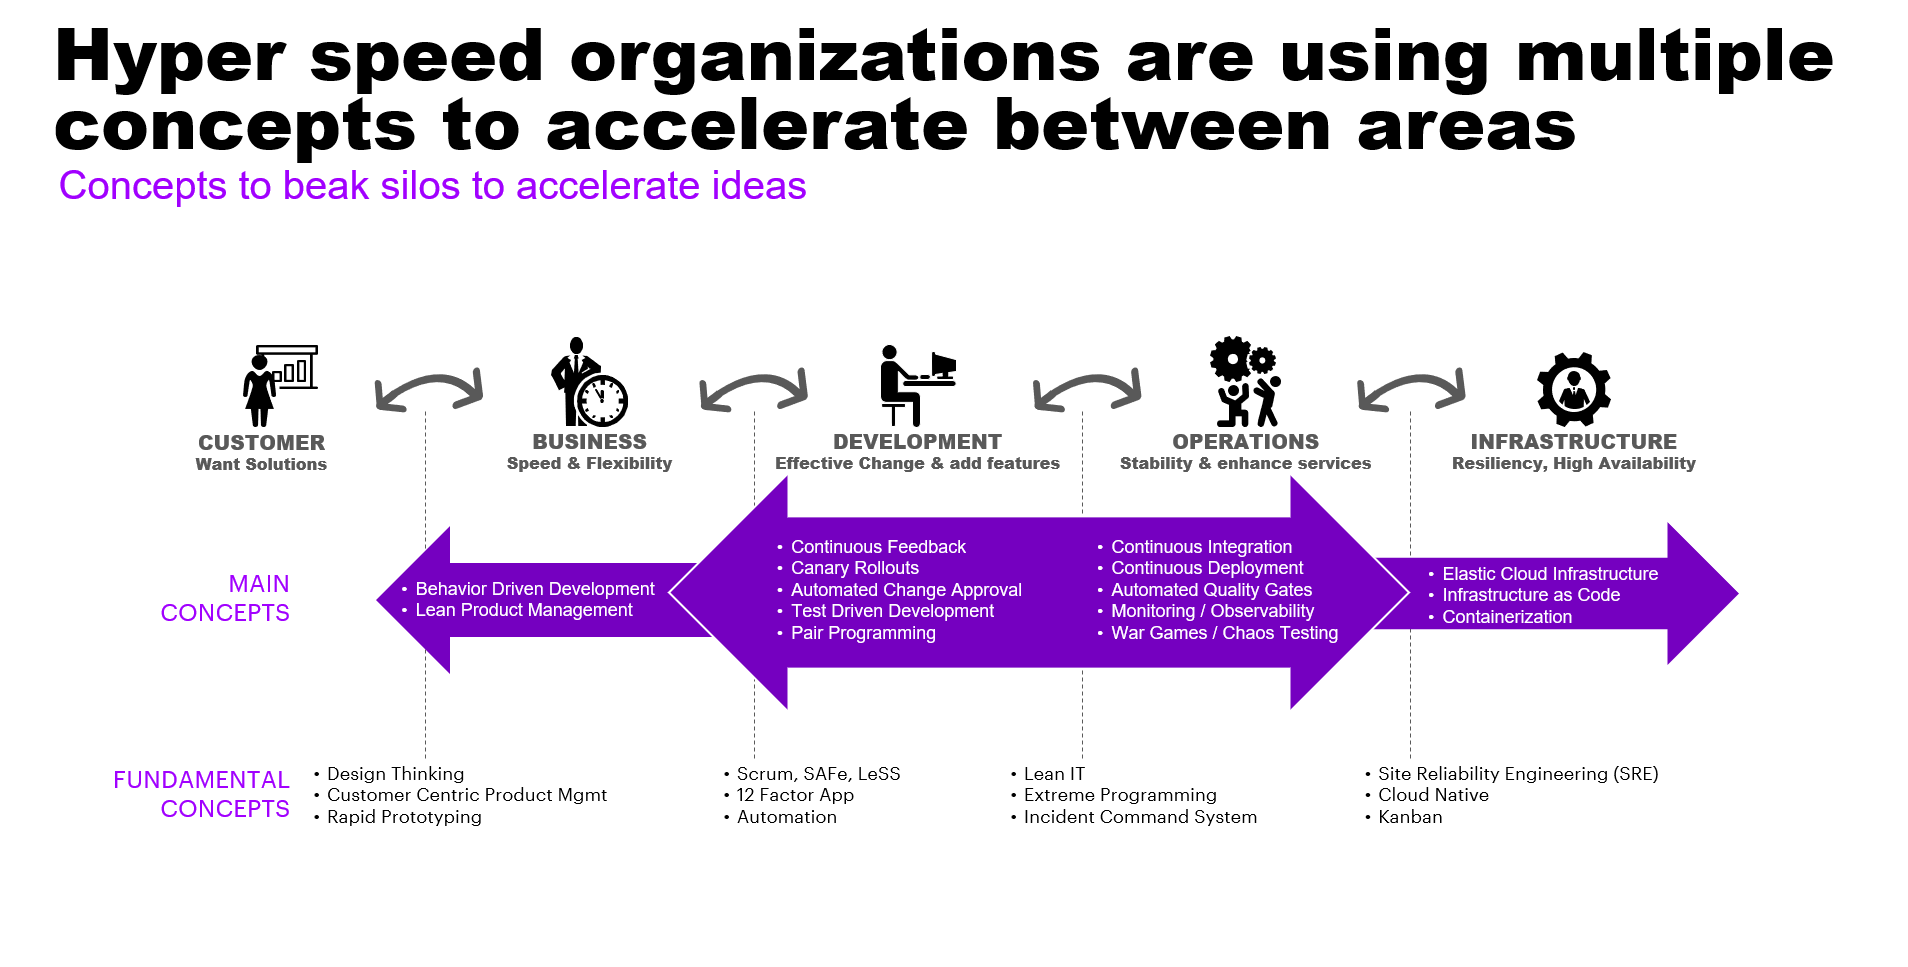 Hyper speed organizations are using multiple
concepts to accelerate between areas
Concepts to beak silos to accelerate ideas
CUSTOMER
Want Solutions
BUSINESS
Speed & Flexibility
DEVELOPMENT
Effective Change & add features
OPERATIONS
Stability & enhance services
INFRASTRUCTURE
Resiliency, High Availability
MAIN
CONCEPTS
• Behavior Driven Development
• Lean Product Management
• Continuous Feedback
• Canary Rollouts
• Automated Change Approval
• Test Driven Development
• Pair Programming
• Continuous Integration
• Continuous Deployment
• Automated Quality Gates
• Monitoring / Observability
• War Games / Chaos Testing
• Elastic Cloud Infrastructure
• Infrastructure as Code
• Containerization
FUNDAMENTAL
CONCEPTS
• Design Thinking
• Customer Centric Product Mgmt
• Rapid Prototyping
• Scrum, SAFe, LeSS
• 12 Factor App
• Automation
• Lean IT
• Extreme Programming
• Incident Command System
• Site Reliability Engineering (SRE)
• Cloud Native
• Kanban